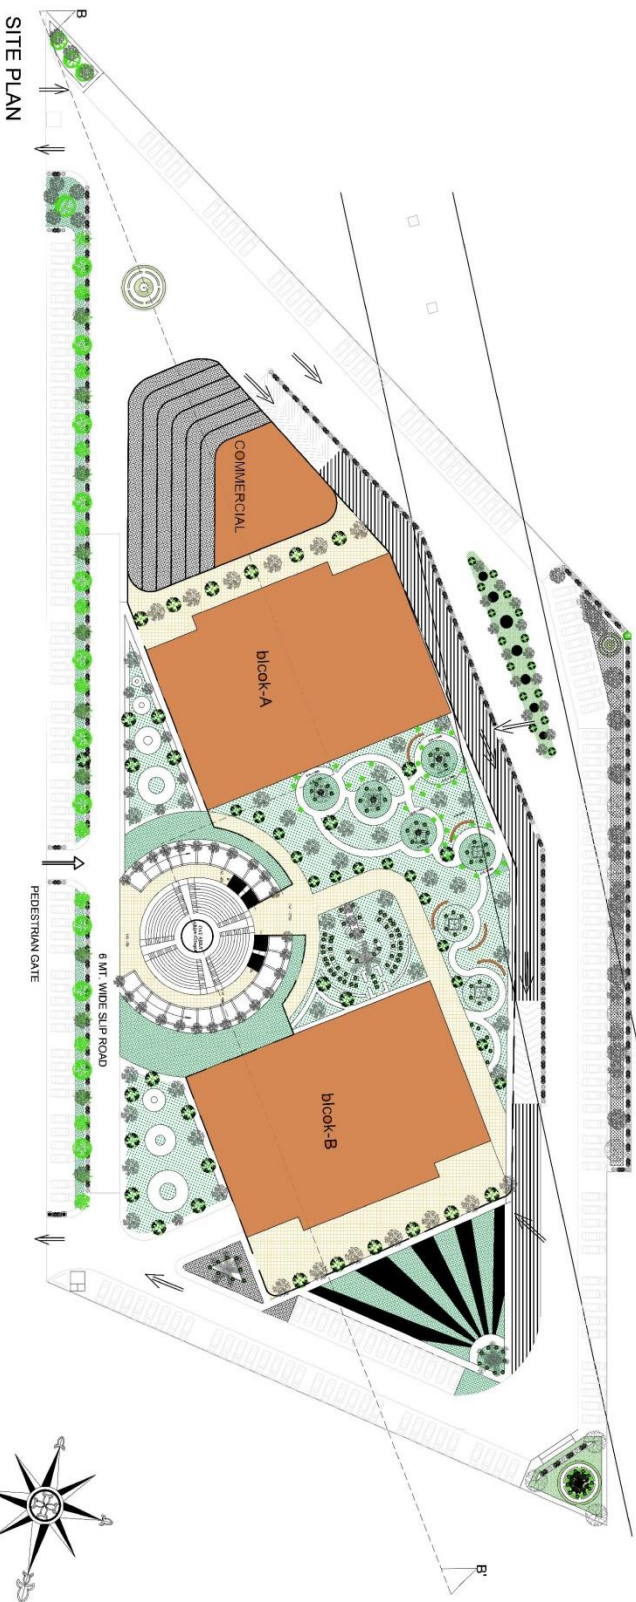 SITE PLAN
B
COMMERCIAL
blcok-A
blcok-B
PEDESTRIAN GATE
6 MT. WIDE SLIP ROAD
B'